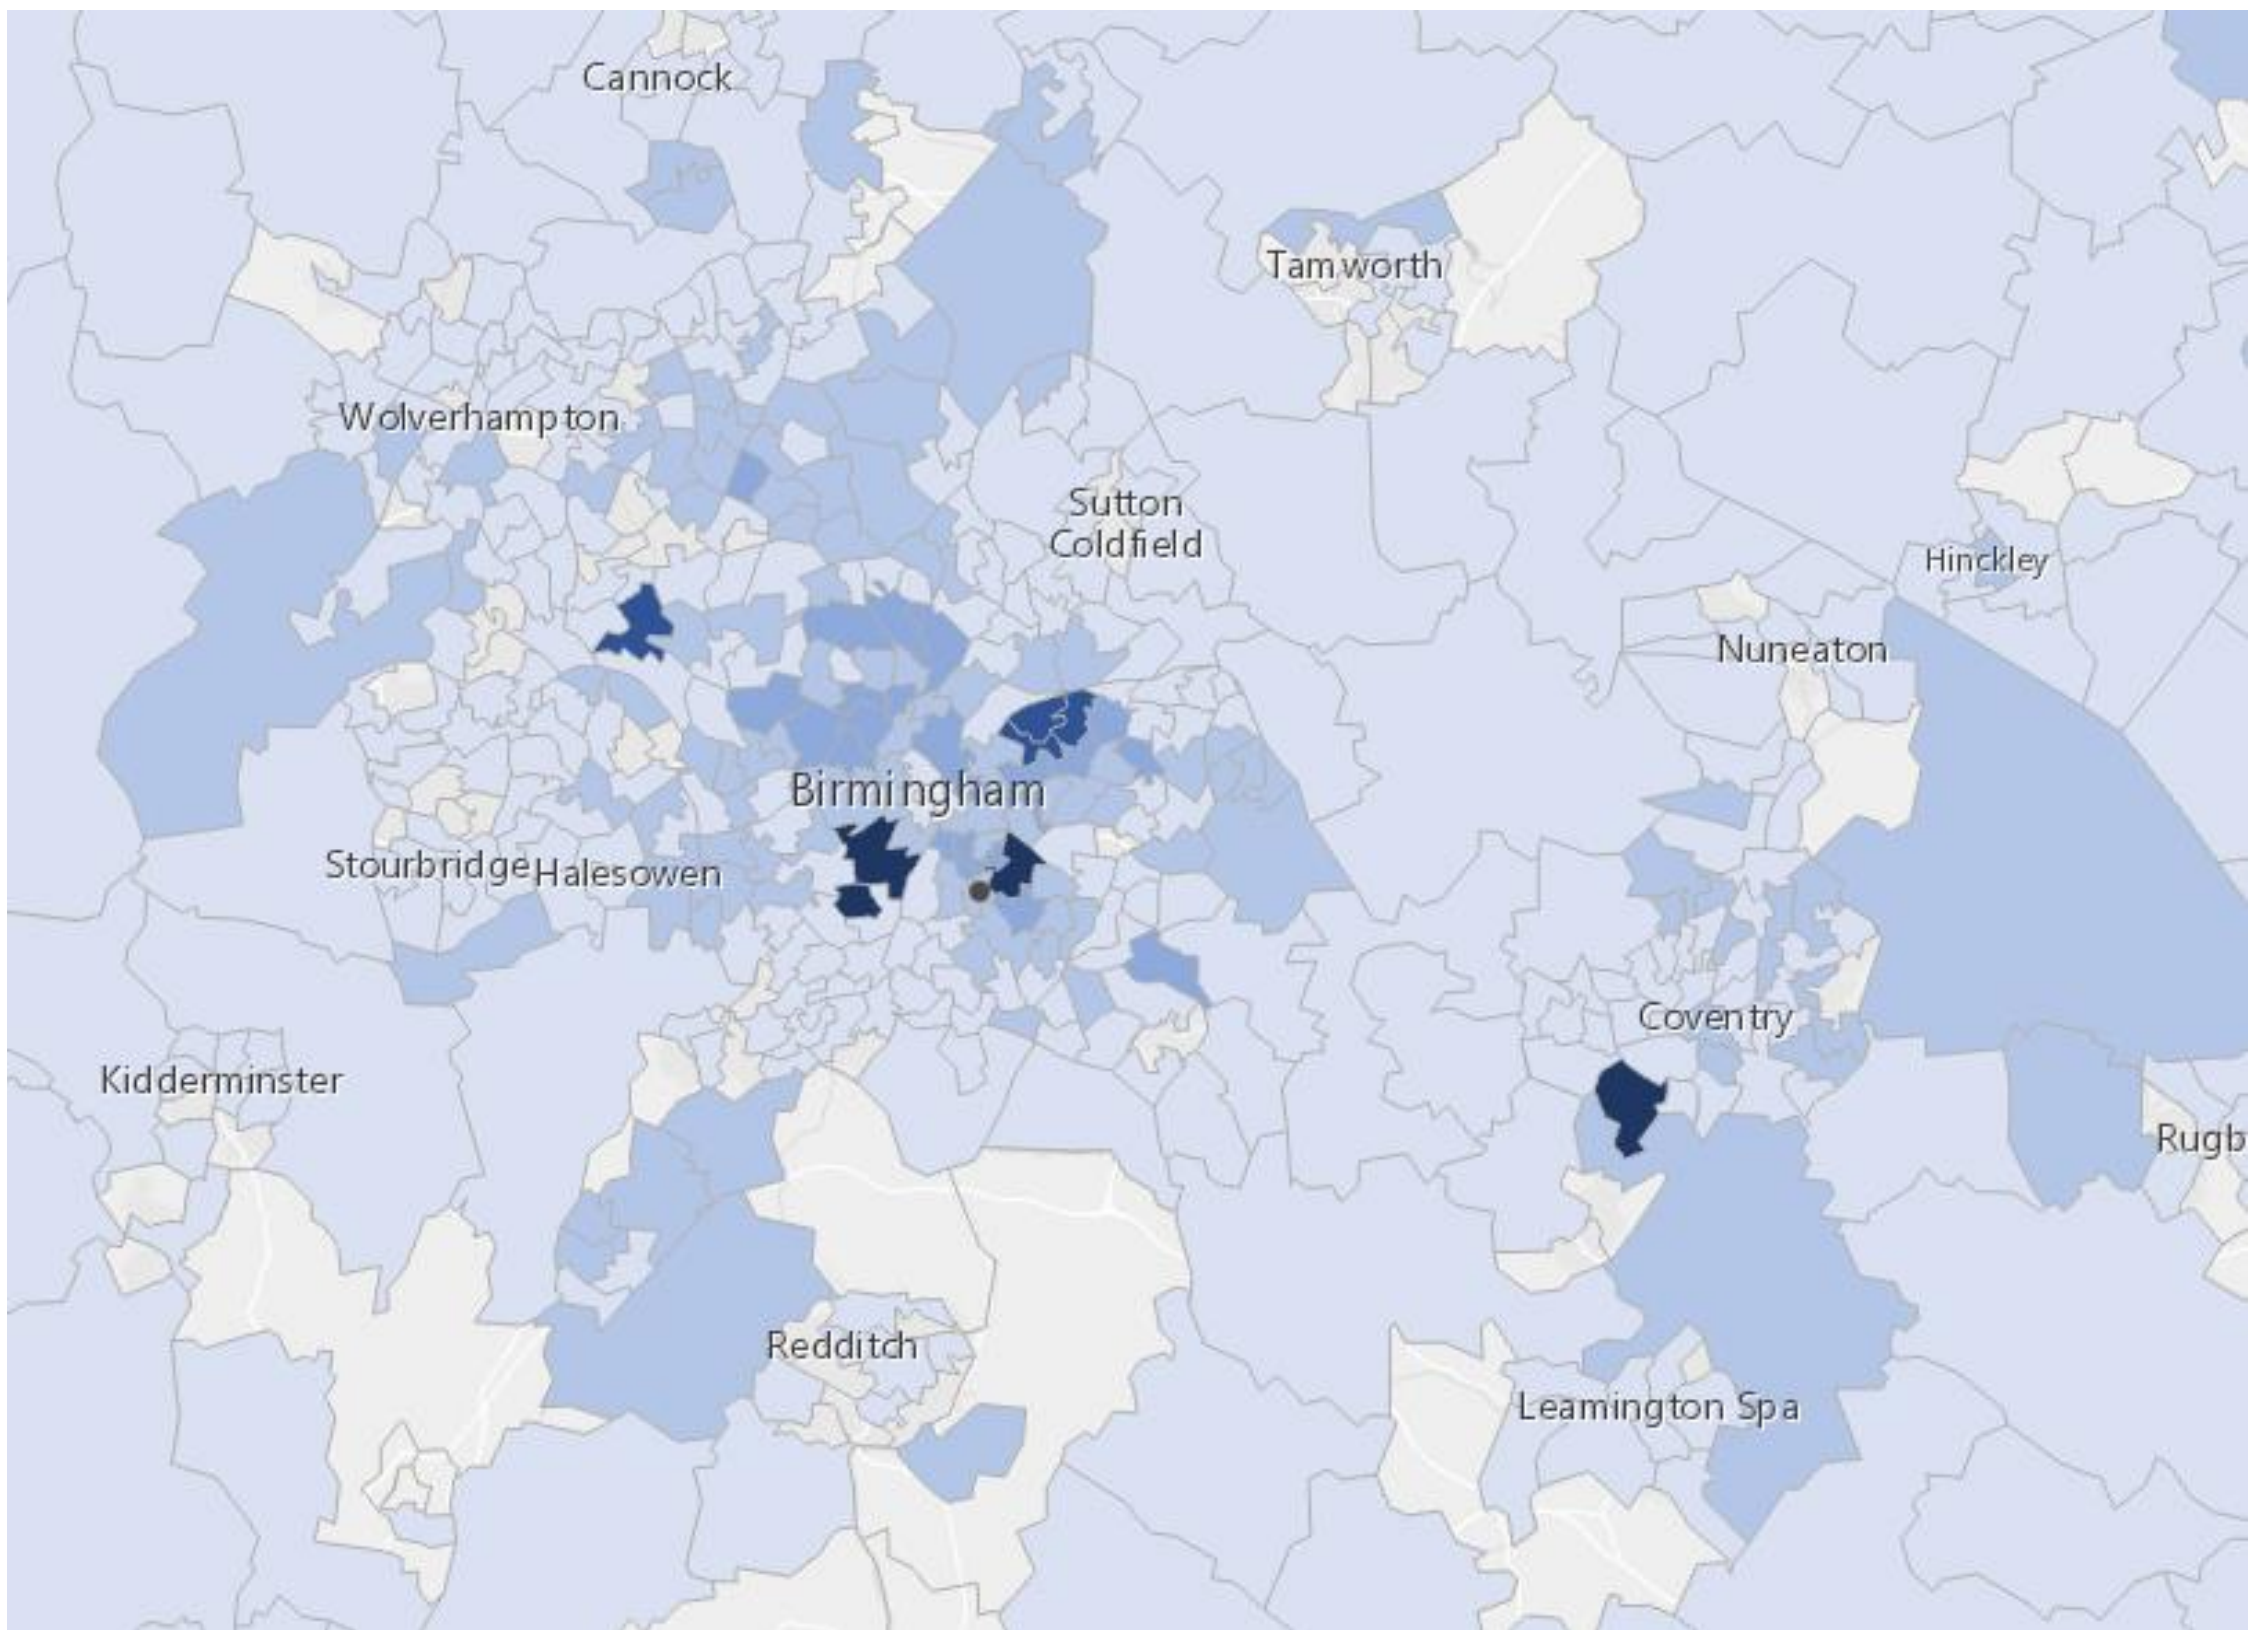 Cannock
Tamworth
Wolverhampton
Sutton
Coldfield
Hinckley
Nuneaton
Birmingham
Stourbridge
Halesowen
Coventry
Kidderminster
Rugb
Redditch
Leamington Spa